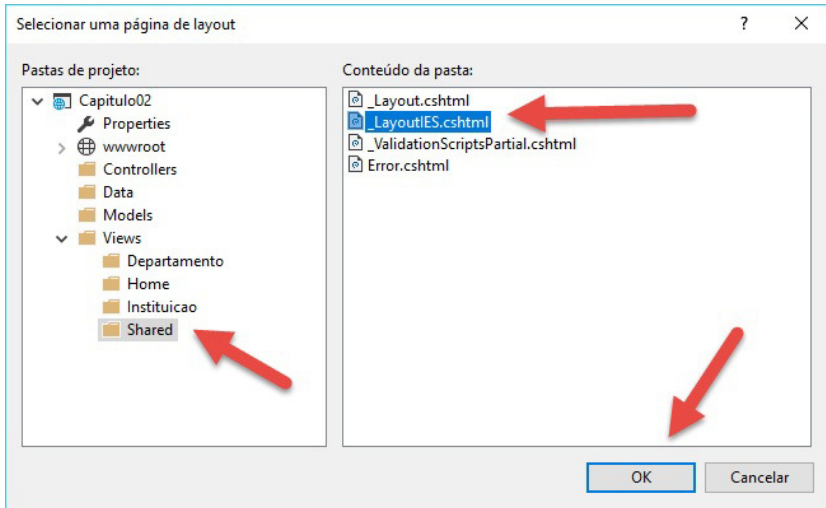 Selecionar uma página de layout
?
Pastas de projeto:
Capitulo02
Properties
wwwroot
Controllers
Data
Models
Views
Departamento
Home
Instituicao
Shared
Conteúdo da pasta:
_Layout.cshtml
_LayoutIES.cshtml
_ValidationScriptsPartial.cshtml
Error.cshtml
OK
Cancelar